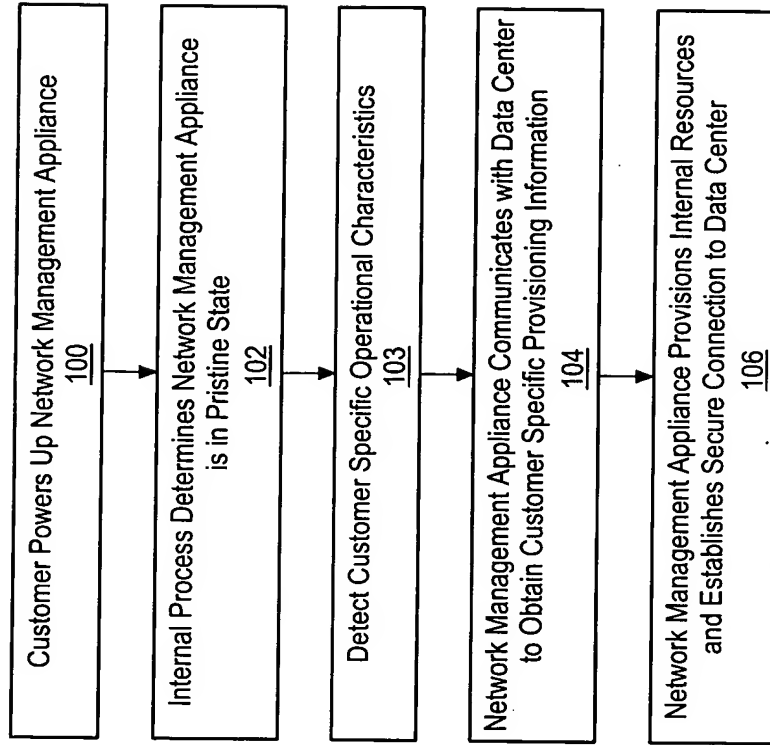 Customer Powers Up Network Management Appliance
100
Internal Process Determines Network Management Appliance
is in Pristine State
102
Detect Customer Specific Operational Characteristics
103
Network Management Appliance Communicates with Data Center
to Obtain Customer Specific Provisioning Information
104
Network Management Appliance Provisions Internal Resources
and Establishes Secure Connection to Data Center
106